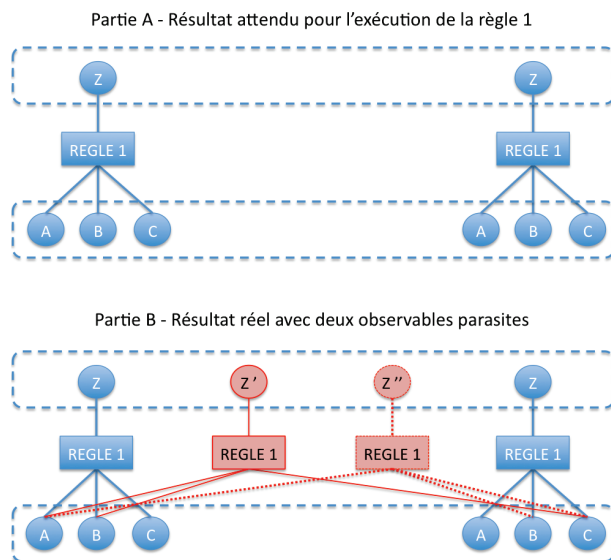 Partie A - Résultat attendu pour l'exécution de la règle 1
Z Z
REGLE 1 REGLE 1
A B C A B C
Partie B - Résultat réel avec deux observables parasites
Z Z' Z'' Z
REGLE 1 REGLE 1 REGLE 1 REGLE 1
A B C A B C